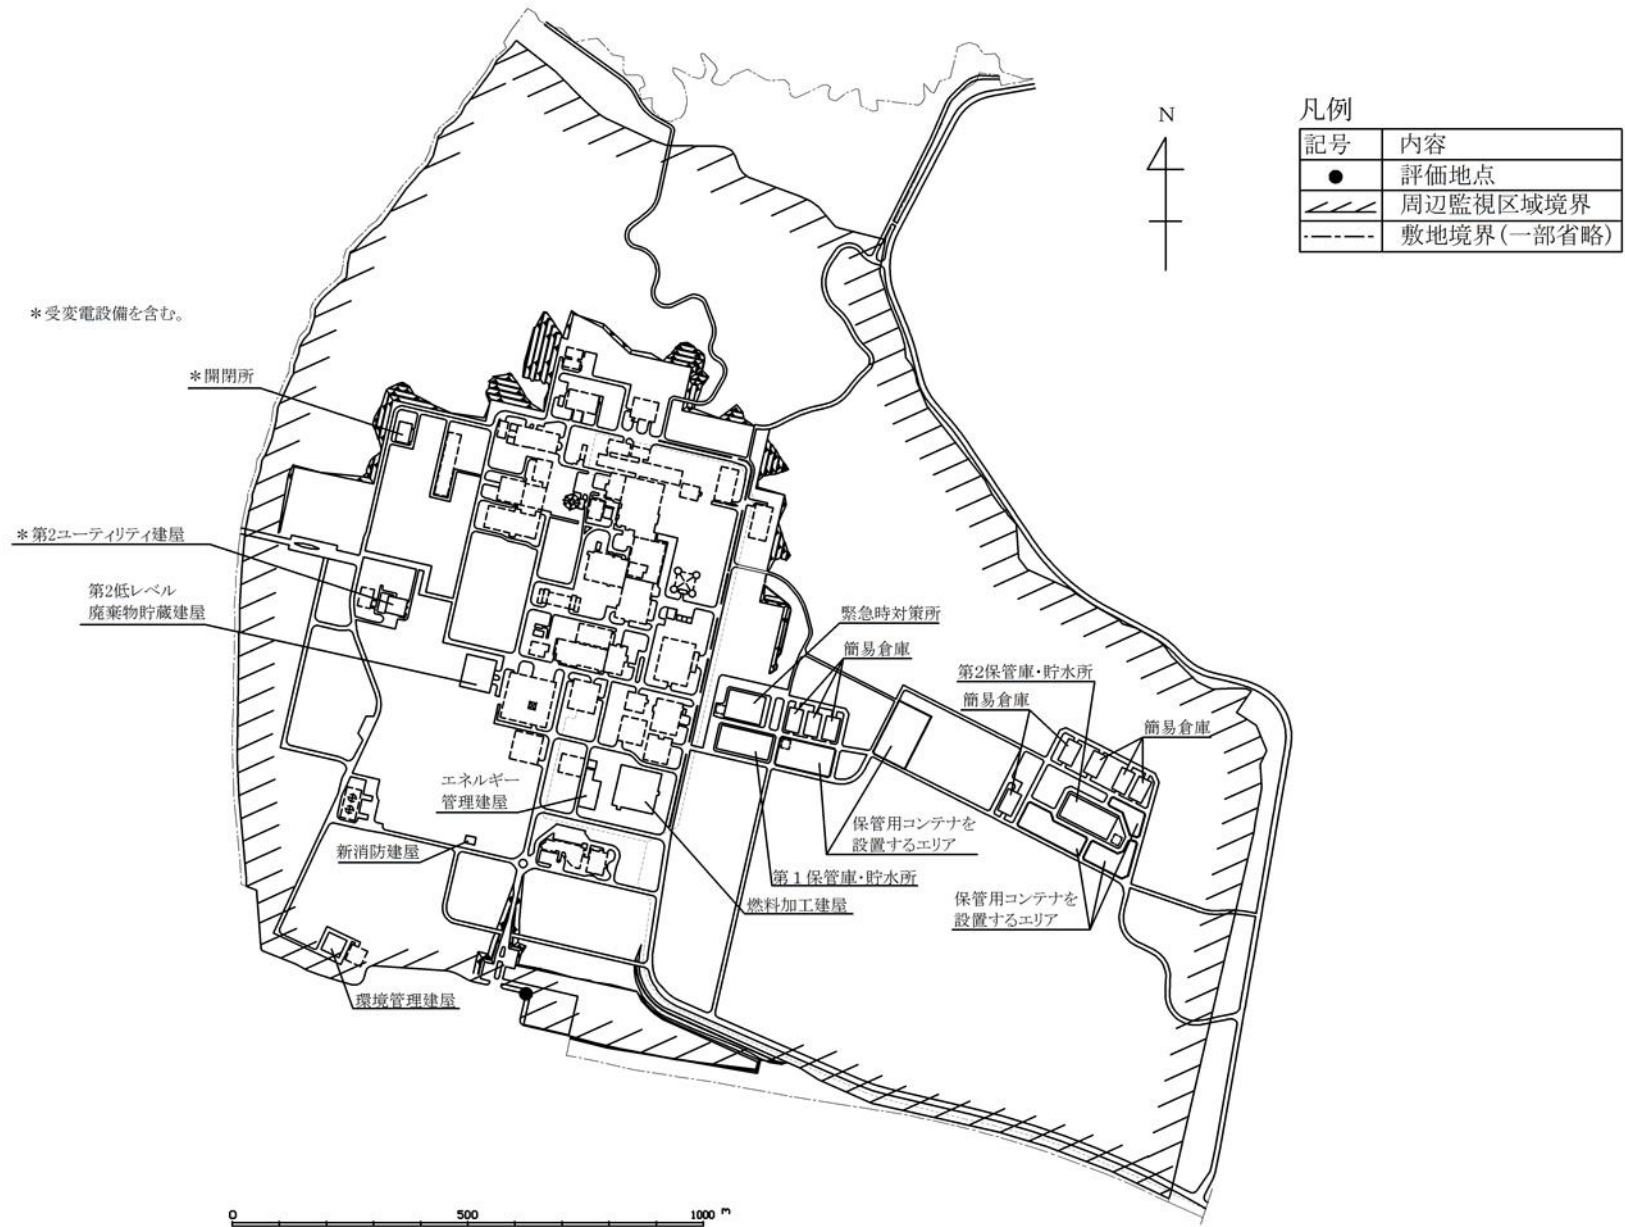 N
凡例
記号 内容
● 評価地点
周辺監視区域境界
敷地境界(一部省略)
＊受変電設備を含む。
＊開閉所
＊第2ユーティリティ建屋
第2低レベル
廃棄物貯蔵建屋
緊急時対策所
簡易倉庫
第2保管庫・貯水所
簡易倉庫
簡易倉庫
エネルギー
管理建屋
保管用コンテナを
設置するエリア
新消防建屋
第1保管庫・貯水所
燃料加工建屋
保管用コンテナを
設置するエリア
環境管理建屋
0 500 1000 m